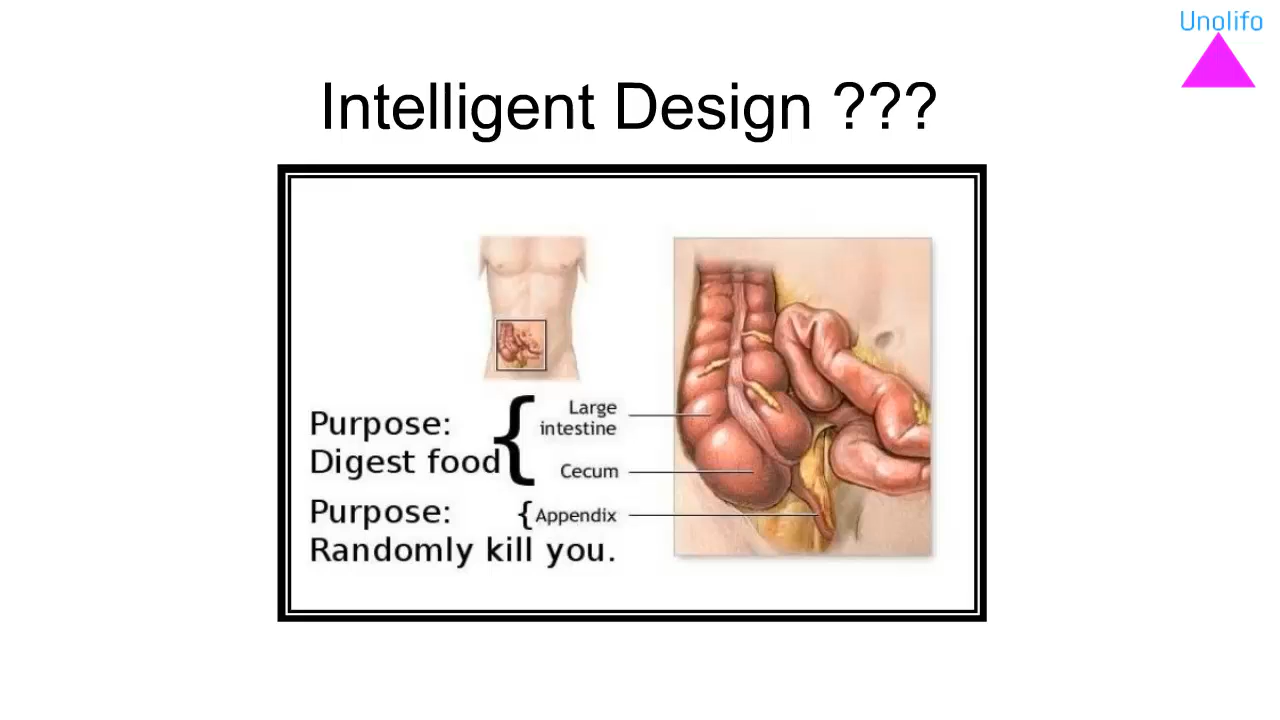 Unolifo
Intelligent Design ???
Large
intestine
Purpose:
Digest food
{
Cecum
Purpose:
{ Appendix
Randomly kill you.